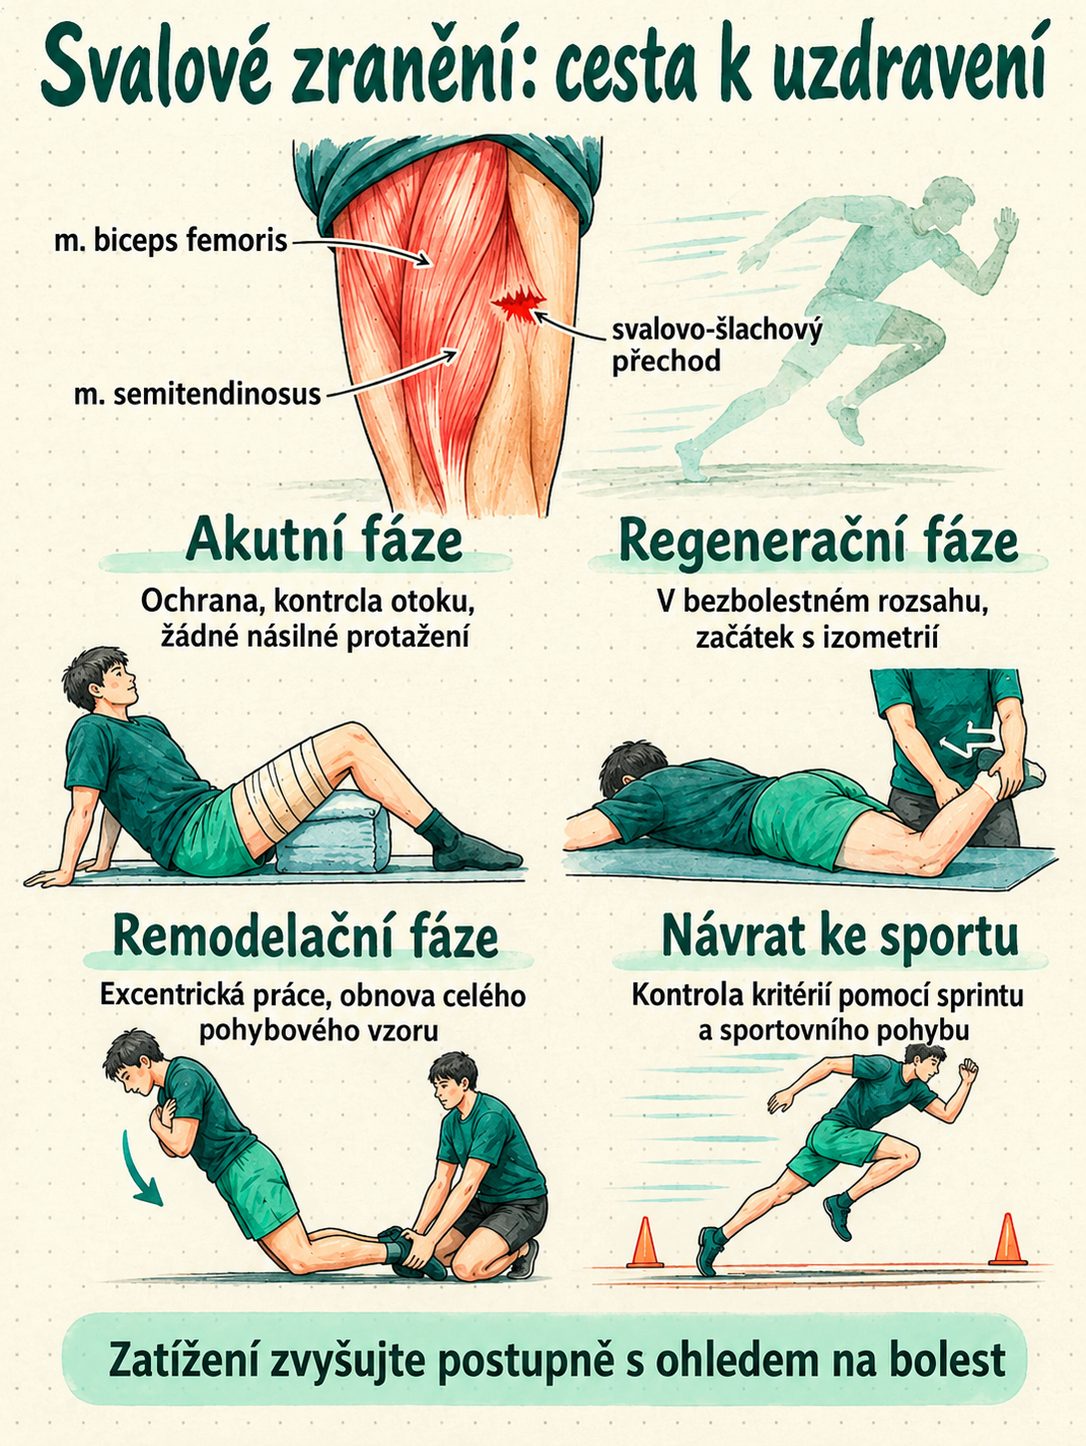 Svalové zranění: cesta k uzdravení
m. biceps femoris
svalovo-šlachový
přechod
m. semitendinosus
Akutní fáze
Ochrana, kontrcla otoku,
žádné násilné protažení
Regenerační fáze
V bezbolestném rozsahu,
začátek s izometrií
Remodelační fáze
Excentrická práce, obnova celého
pohybového vzoru
Návrat ke sportu
Kontrola kritérií pomocí sprintu
a sportovního pohybu
Zatížení zvyšujte postupně s ohledem na bolest